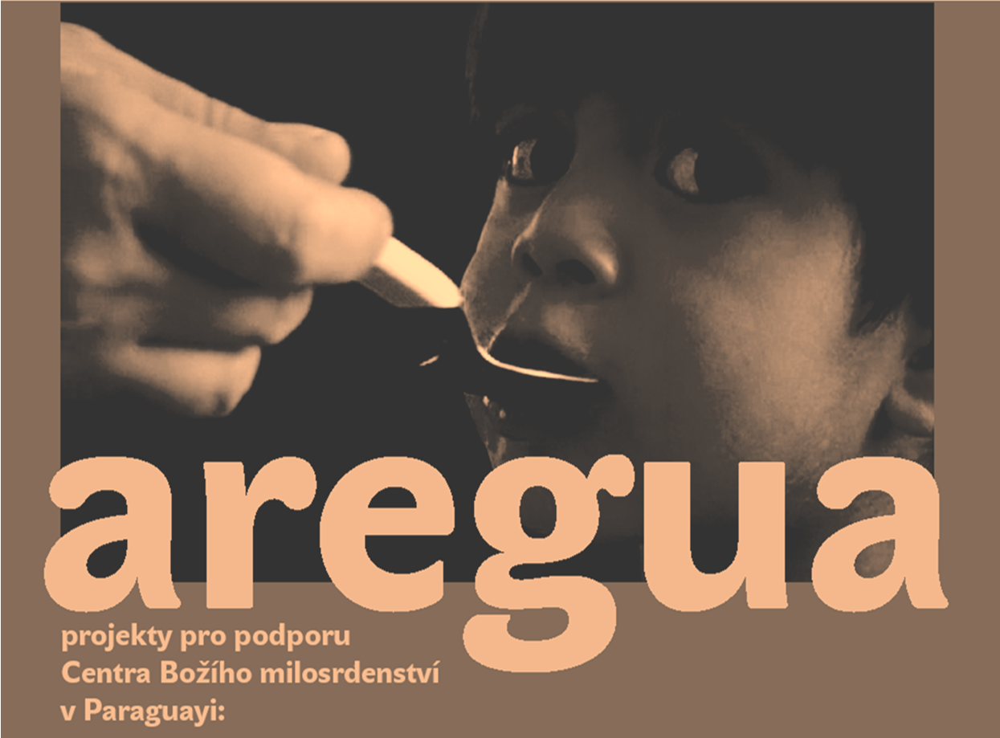 aregua
projekty pro podporu
Centra Božího milosrdenství
v Paraguayi: